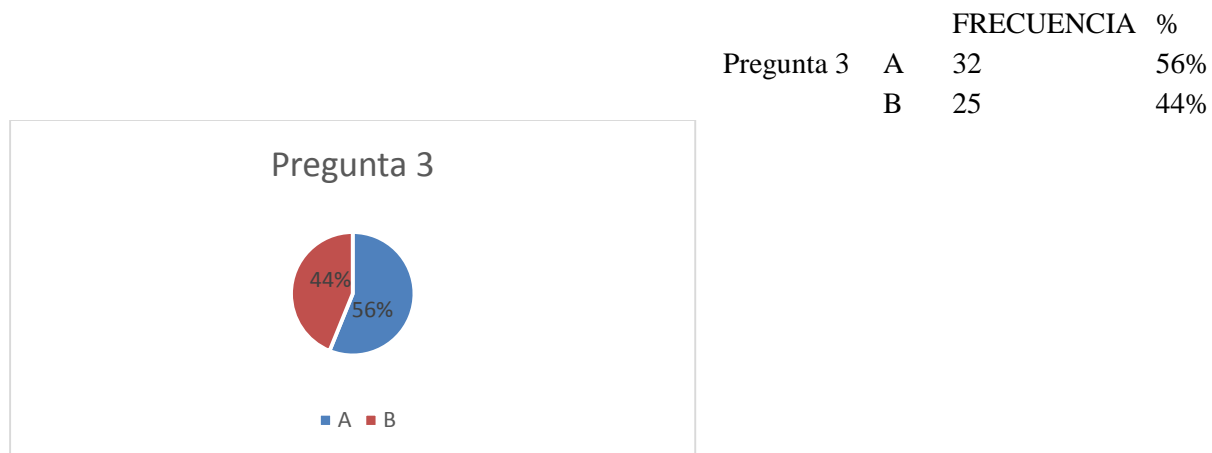 FRECUENCIA %
Pregunta 3 A 32 56%
B 25 44%
Pregunta 3
44%
56%
A B